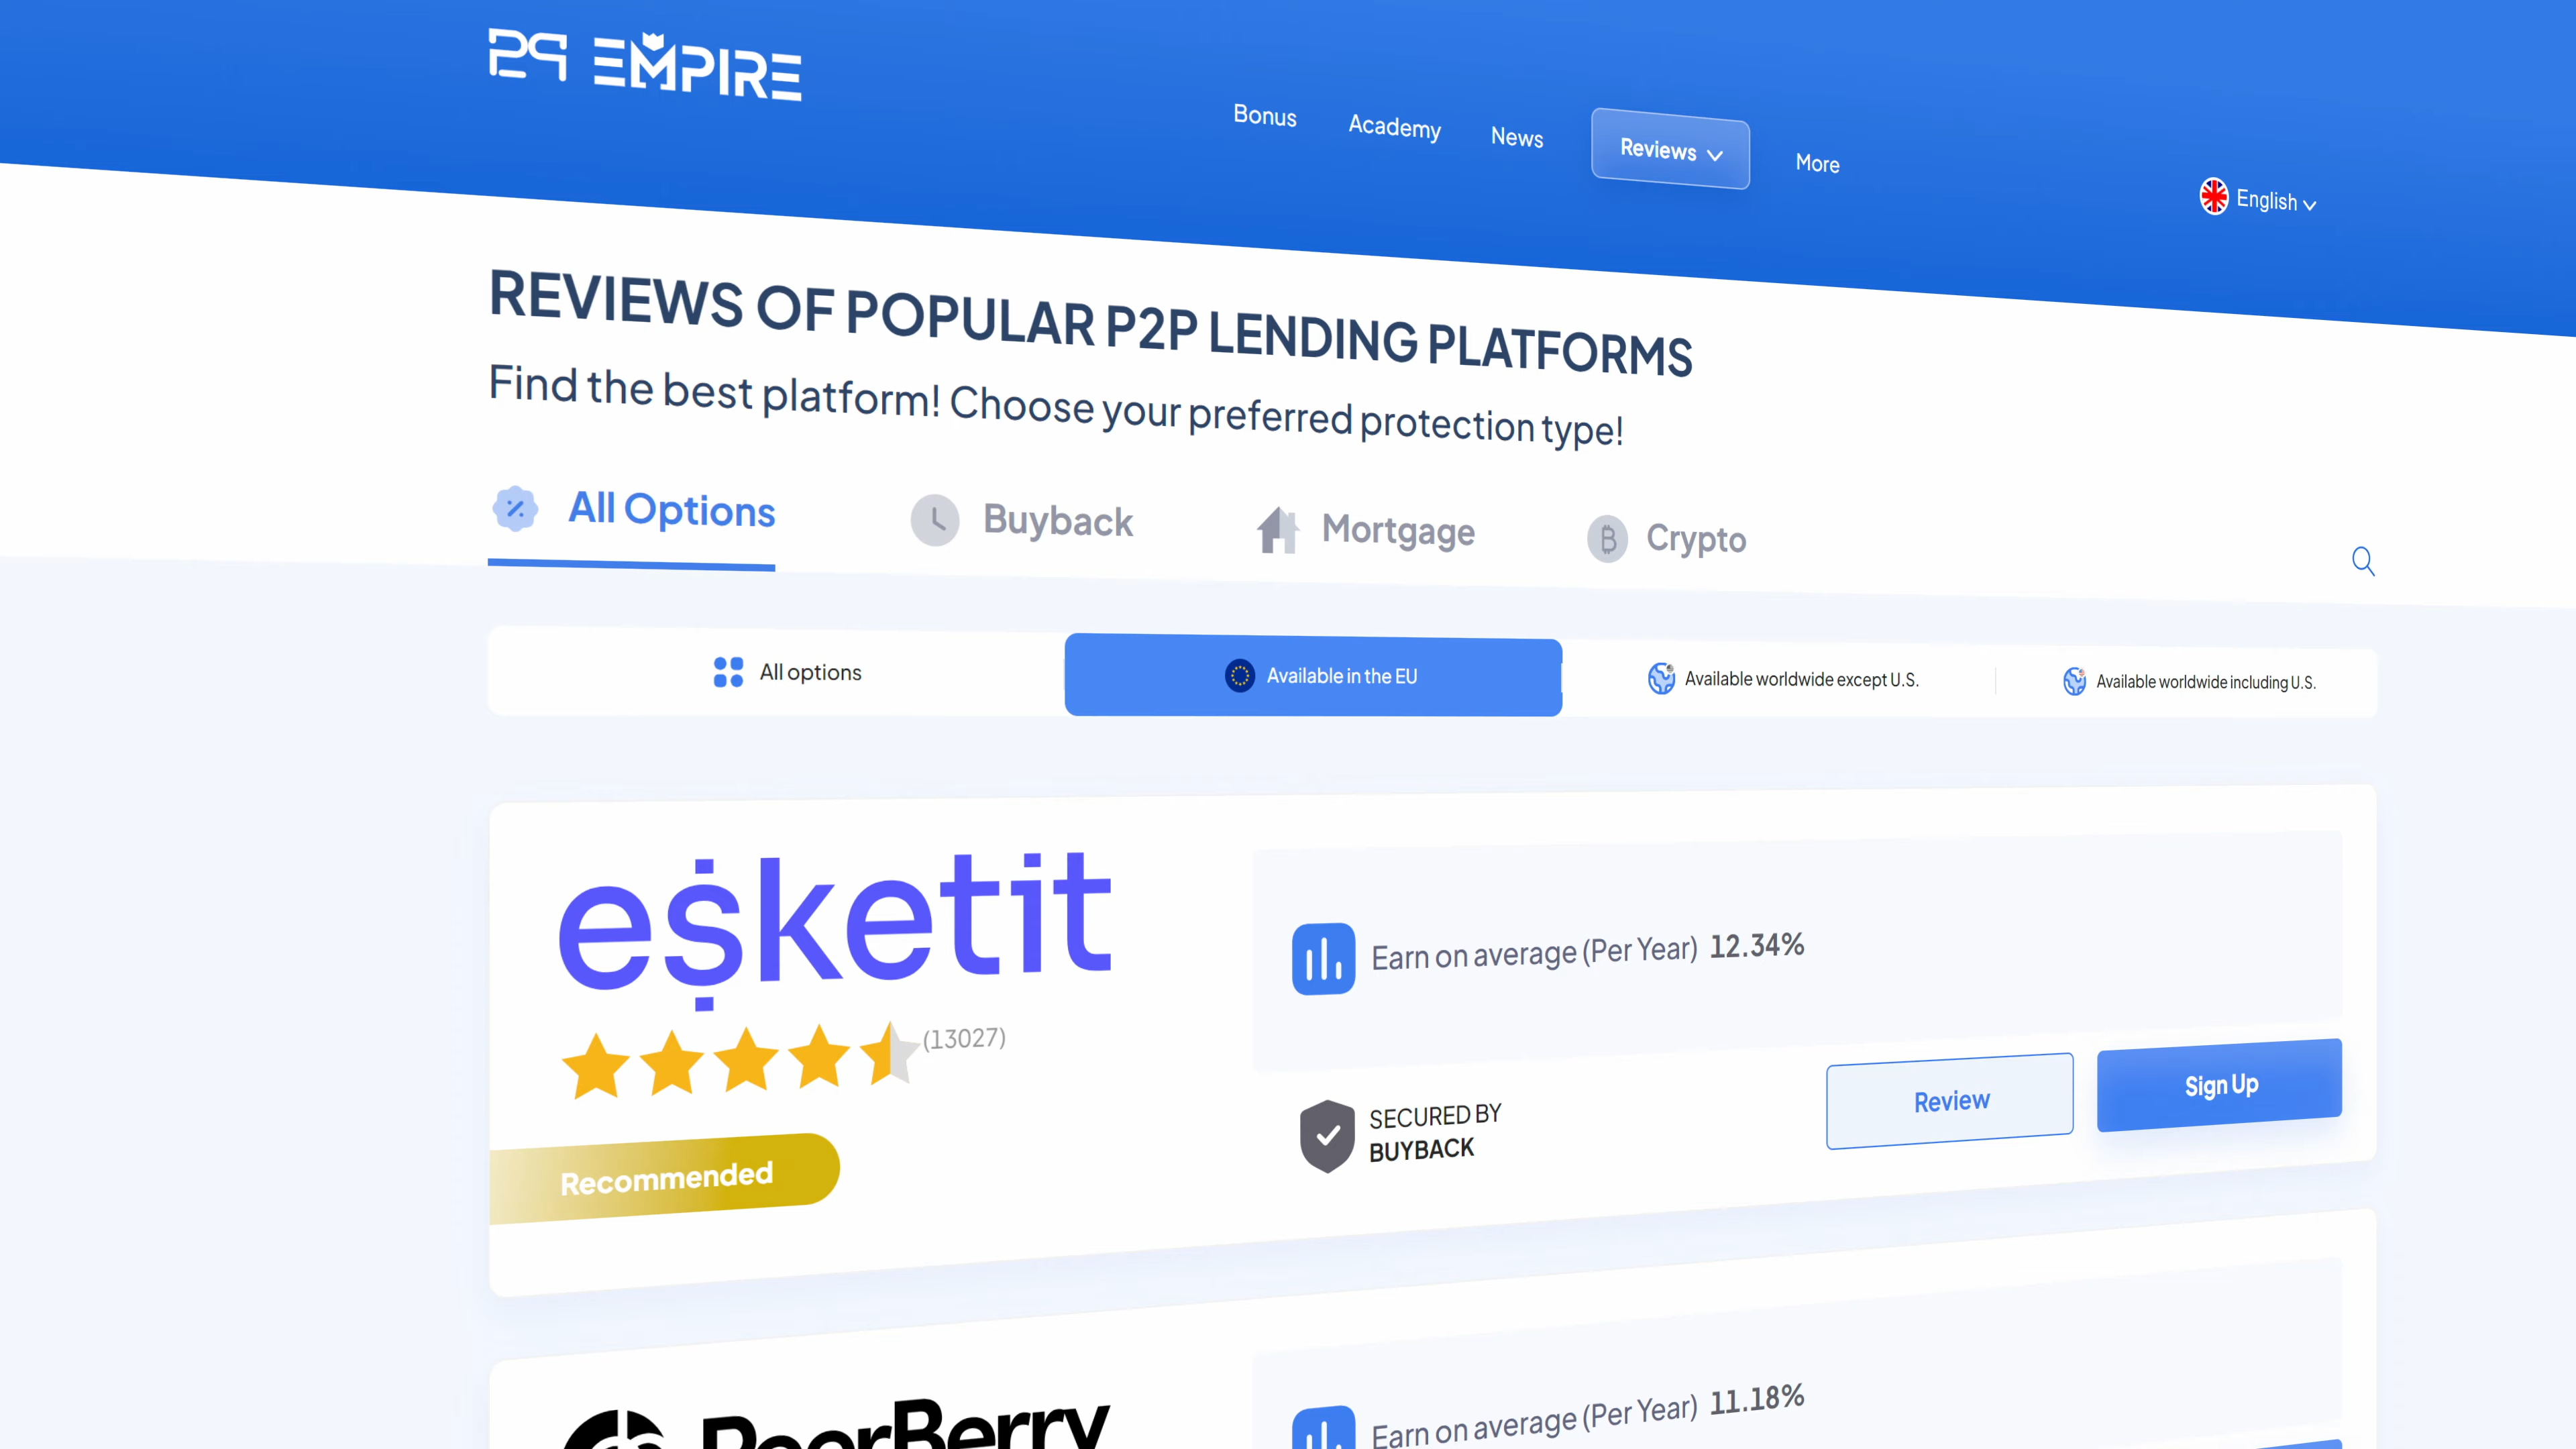 P2P EMPIRE
Bonus
Academy
News
Reviews
More
English
REVIEWS OF POPULAR P2P LENDING PLATFORMS
Find the best platform! Choose your preferred protection type!
All Options
Buyback
Mortgage
Crypto
All options
Available in the EU
Available worldwide except U.S.
Available worldwide including U.S.
esketit
(13027)
Recommended
Earn on average (Per Year) 12.34%
SECURED BY
BUYBACK
Review
Sign Up
PeerBerry
Earn on average (Per Year) 11.18%